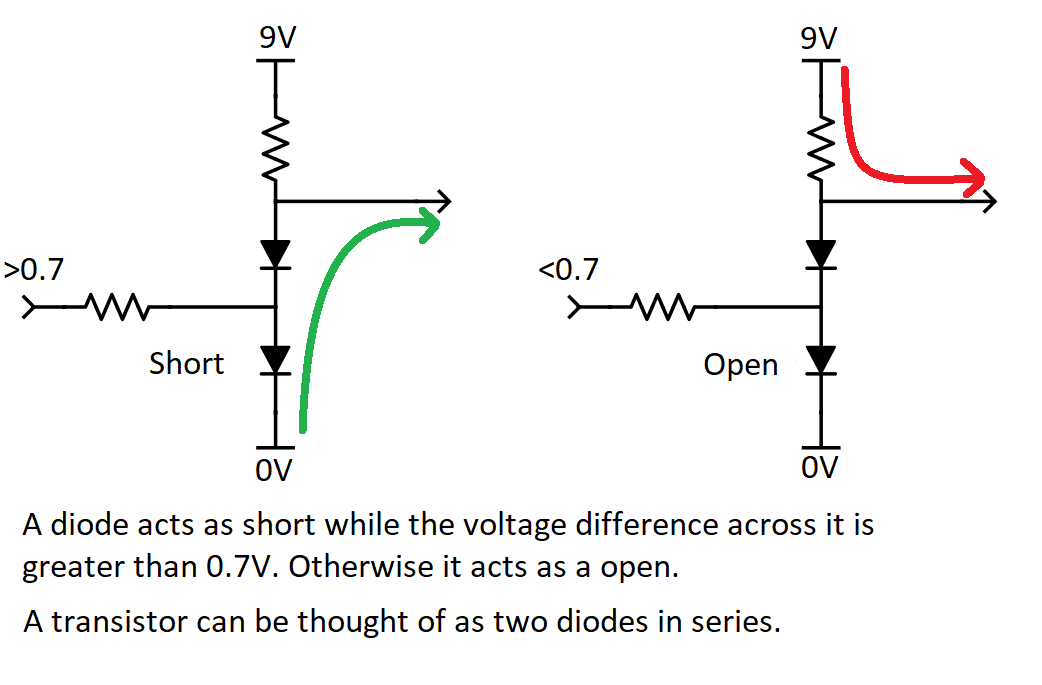 9V
9V
>0.7
<0.7
Short
Open
0V
0V
A diode acts as short while the voltage difference across it is
greater than 0.7V. Otherwise it acts as a open.
A transistor can be thought of as two diodes in series.